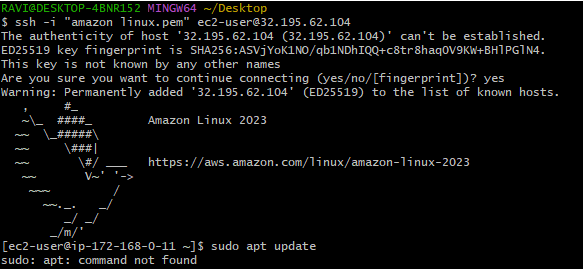 RAVI@DESKTOP-4BNR152 MINGW64 ~/Desktop
$ ssh -i "amazon linux.pem" ec2-user@32.195.62.104
The authenticity of host '32.195.62.104 (32.195.62.104)' can't be established.
ED25519 key fingerprint is SHA256:ASVjYoK1NO/qb1NDhIQQ+c8tr8haqOV9KW+BHlPGlN4.
This key is not known by any other names
Are you sure you want to continue connecting (yes/no/[fingerprint])? yes
Warning: Permanently added '32.195.62.104' (ED25519) to the list of known hosts.
   ,     #_
   ~\_  ####_        Amazon Linux 2023
  ~~  \_#####\
  ~~     \###|
  ~~       \#/ ___   https://aws.amazon.com/linux/amazon-linux-2023
   ~~       V~' '->
    ~~~         /
      ~~._.   _/
         _/ _/
       _/m/'
[ec2-user@ip-172-168-0-11 ~]$ sudo apt update
sudo: apt: command not found